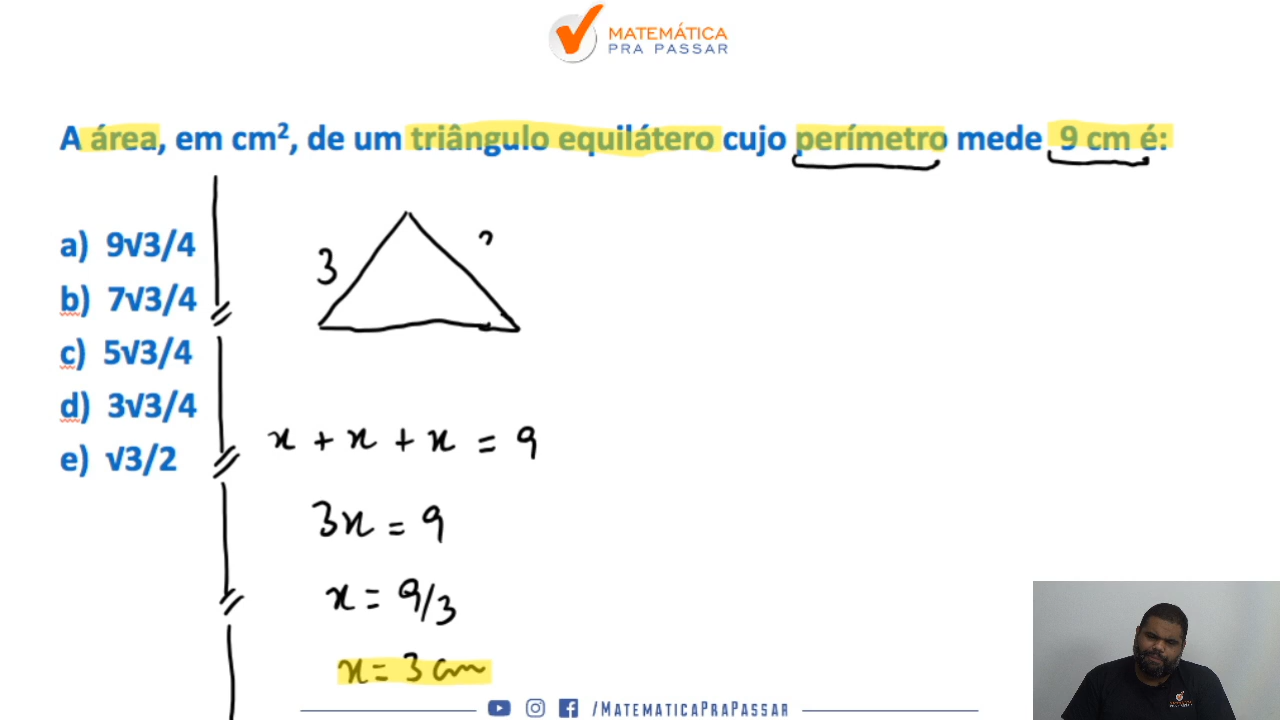 MATEMÁTICA
PRA PASSAR
A área, em cm², de um triângulo equilátero cujo perímetro mede 9 cm é:
a) 9√3/4
b) 7√3/4
c) 5√3/4
d) 3√3/4
e) √3/2
3
x + x + x = 9
3x = 9
x = 9/3
x = 3 cm
/MATEMATICAPRAPASSAR